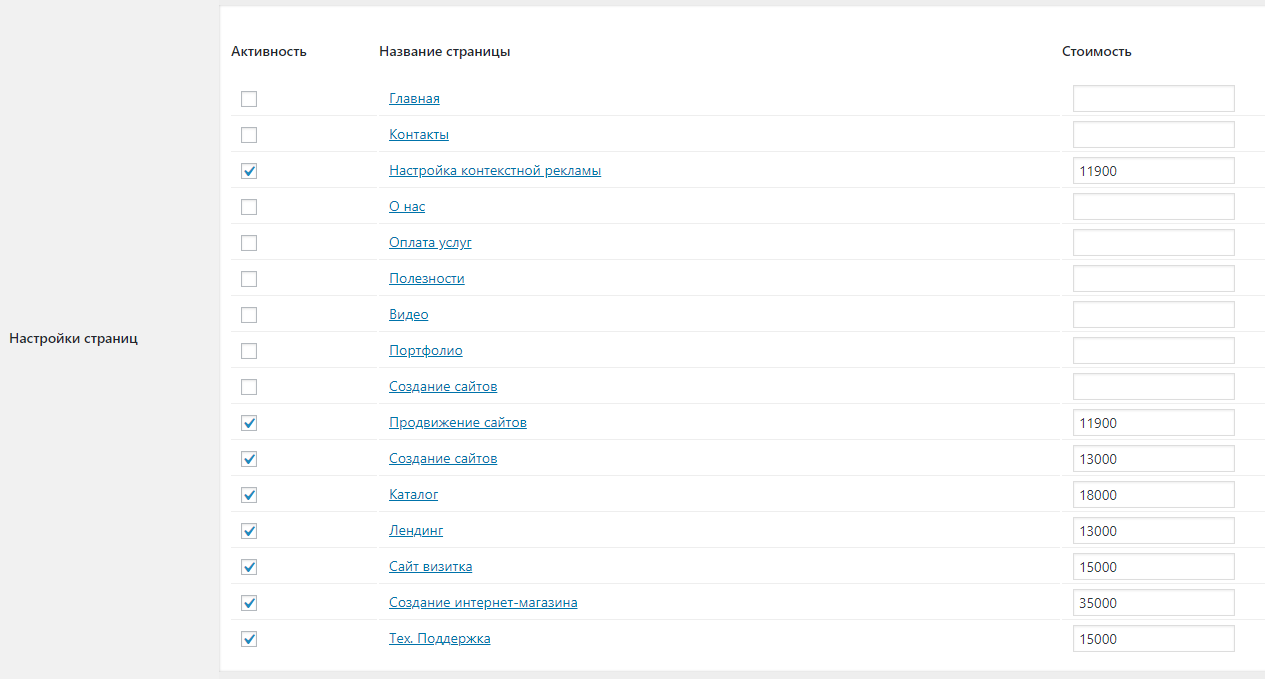 Активность Название страницы Стоимость
Главная
Контакты
Настройка контекстной рекламы 11900
О нас
Оплата услуг
Полезности
Видео
Настройки страниц
Портфолио
Создание сайтов
Продвижение сайтов 11900
Создание сайтов 13000
Каталог 18000
Лендинг 13000
Сайт визитка 15000
Создание интернет-магазина 35000
Тех. Поддержка 15000